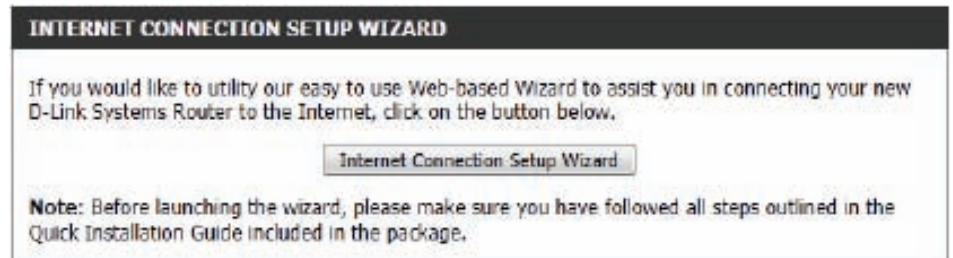 INTERNET CONNECTION SETUP WIZARD
If you would like to utility our easy to use Web-based Wizard to assist you in connecting your new
D-Link Systems Router to the Internet, click on the button below.
Internet Connection Setup Wizard
Note: Before launching the wizard, please make sure you have followed all steps outlined in the
Quick Installation Guide included in the package.